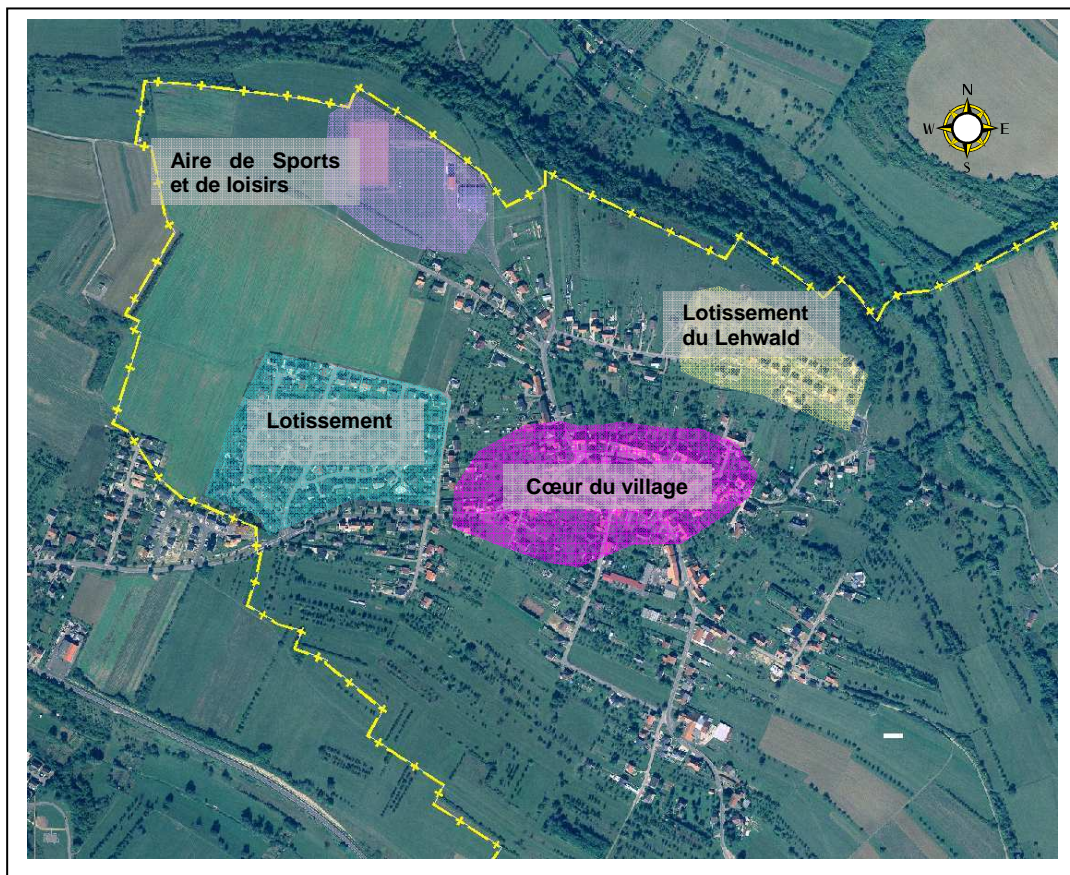 N
W E
S
Aire de Sports
et de loisirs
Lotissement
du Lehwald
Lotissement
Cœur du village